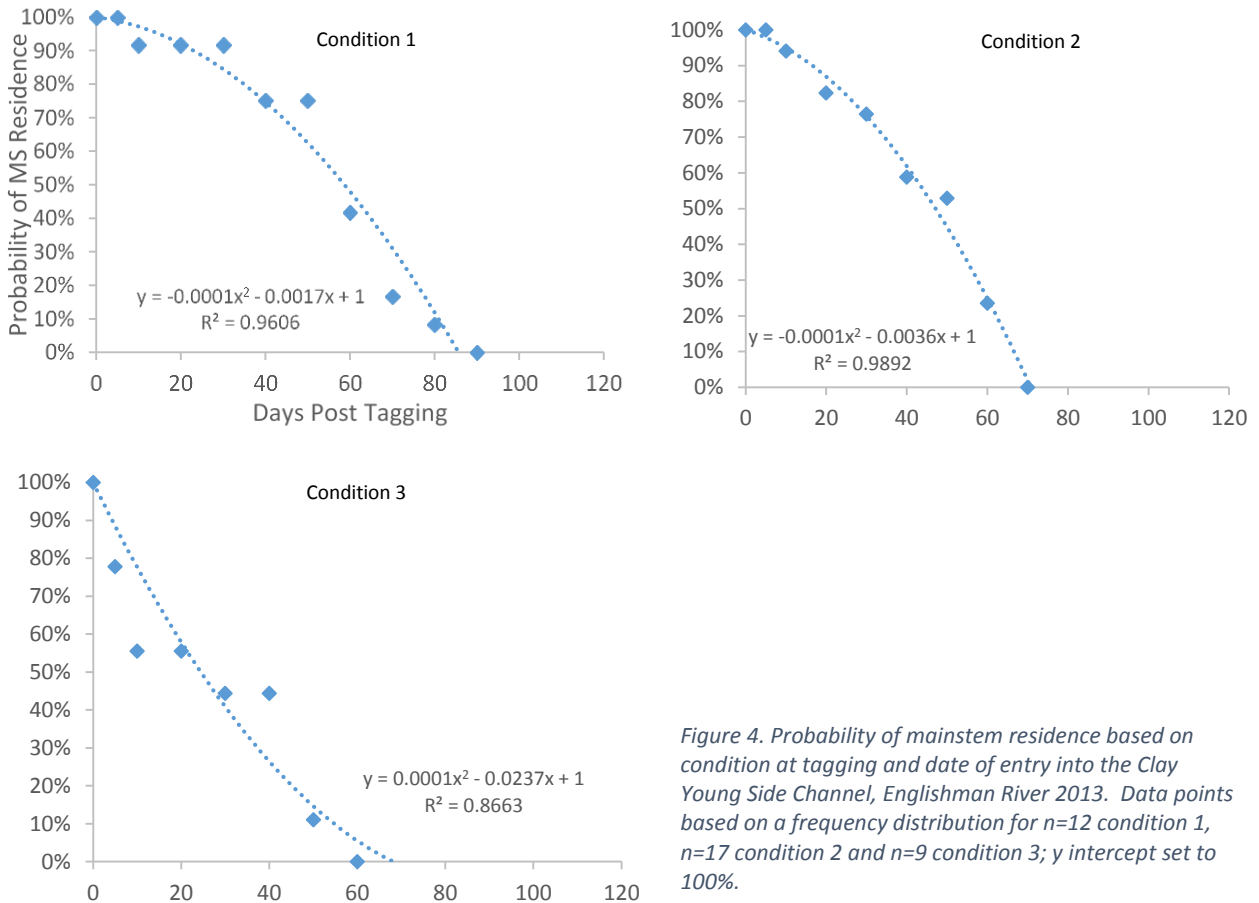 Condition 1
Probability of MS Residence
100%
90%
80%
70%
60%
50%
40%
30%
20%
10%
0%
y = -0.0001x² - 0.0017x + 1
R² = 0.9606
0 20 40 60 80 100 120
Days Post Tagging
Condition 2
100%
90%
80%
70%
60%
50%
40%
30%
20%
10%
0%
y = -0.0001x² - 0.0036x + 1
R² = 0.9892
0 20 40 60 80 100 120
Condition 3
100%
90%
80%
70%
60%
50%
40%
30%
20%
10%
0%
y = 0.0001x² - 0.0237x + 1
R² = 0.8663
0 20 40 60 80 100 120
Figure 4. Probability of mainstem residence based on
condition at tagging and date of entry into the Clay
Young Side Channel, Englishman River 2013. Data points
based on a frequency distribution for n=12 condition 1,
n=17 condition 2 and n=9 condition 3; y intercept set to
100%.